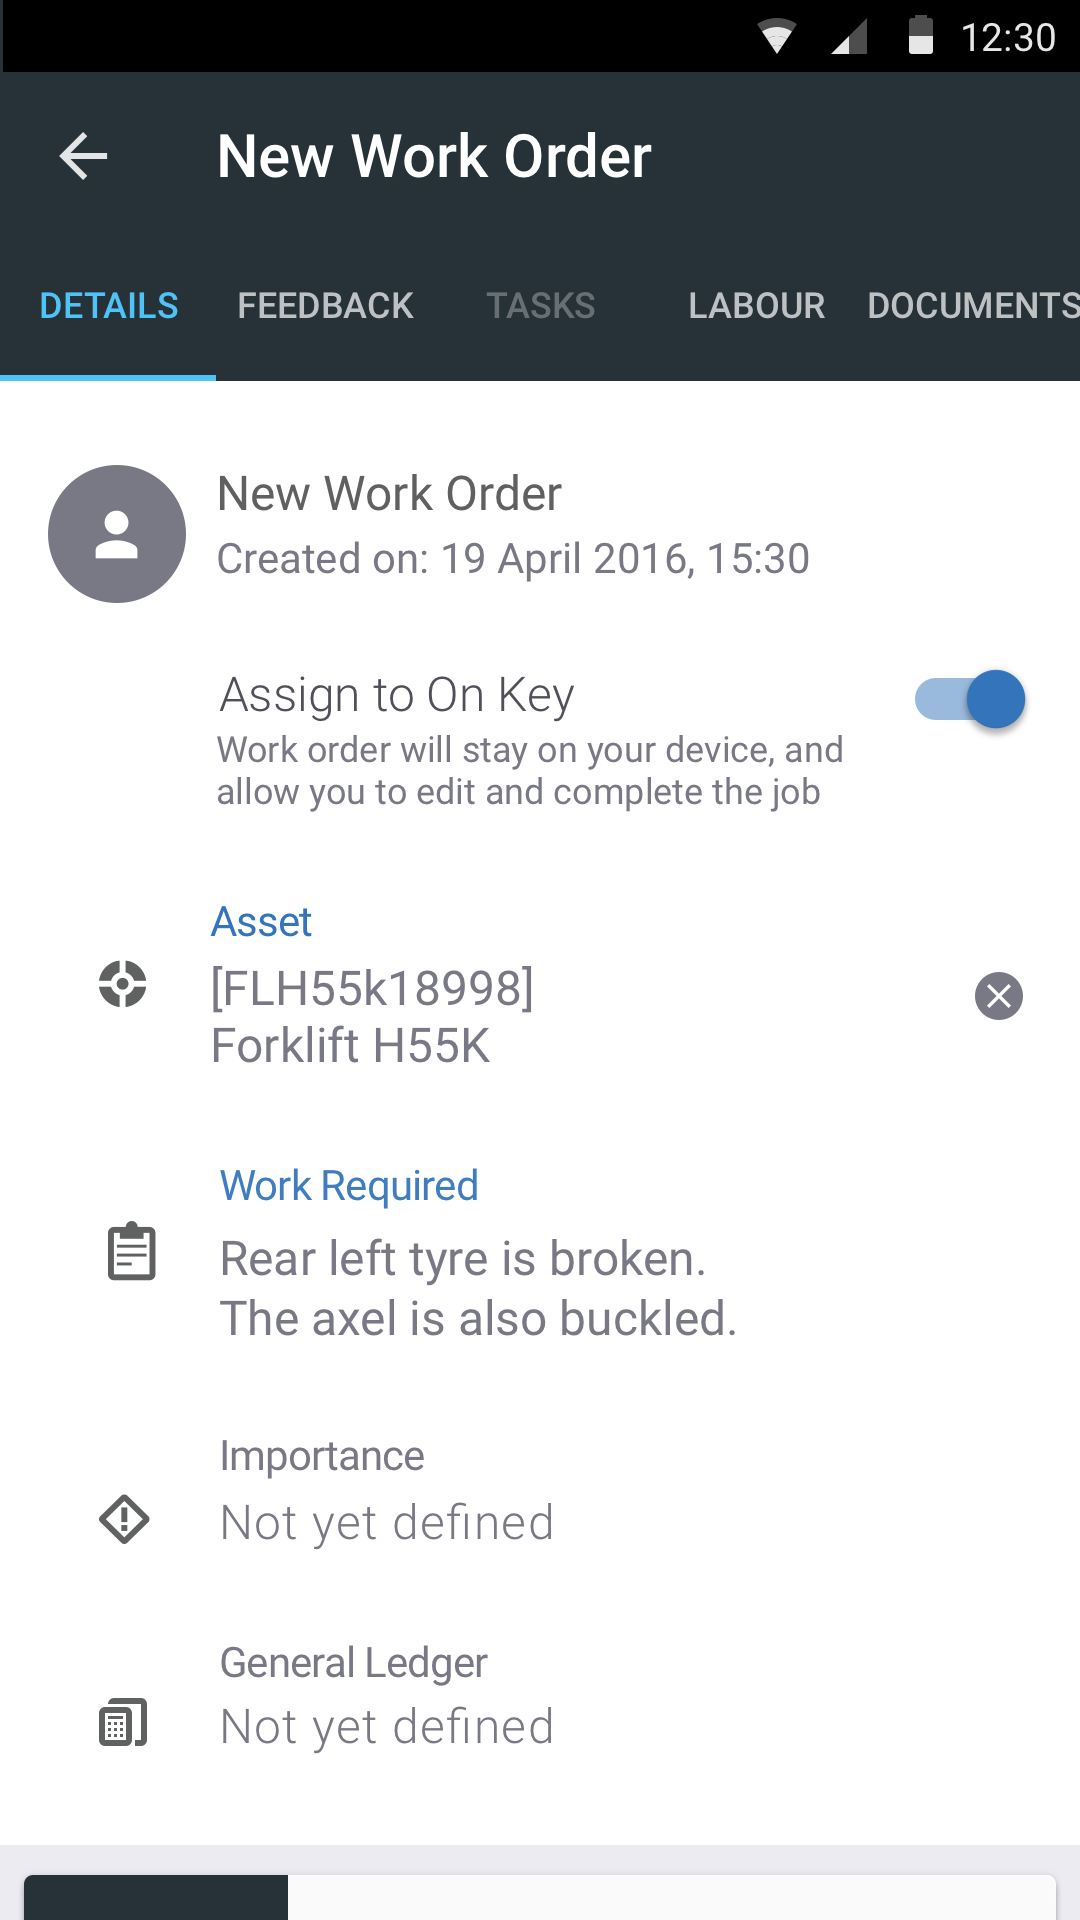 12:30
New Work Order
DETAILS FEEDBACK TASKS LABOUR DOCUMENTS
New Work Order
Created on: 19 April 2016, 15:30
Assign to On Key
Work order will stay on your device, and
allow you to edit and complete the job
Asset
[FLH55k18998]
Forklift H55K
Work Required
Rear left tyre is broken.
The axel is also buckled.
Importance
Not yet defined
General Ledger
Not yet defined